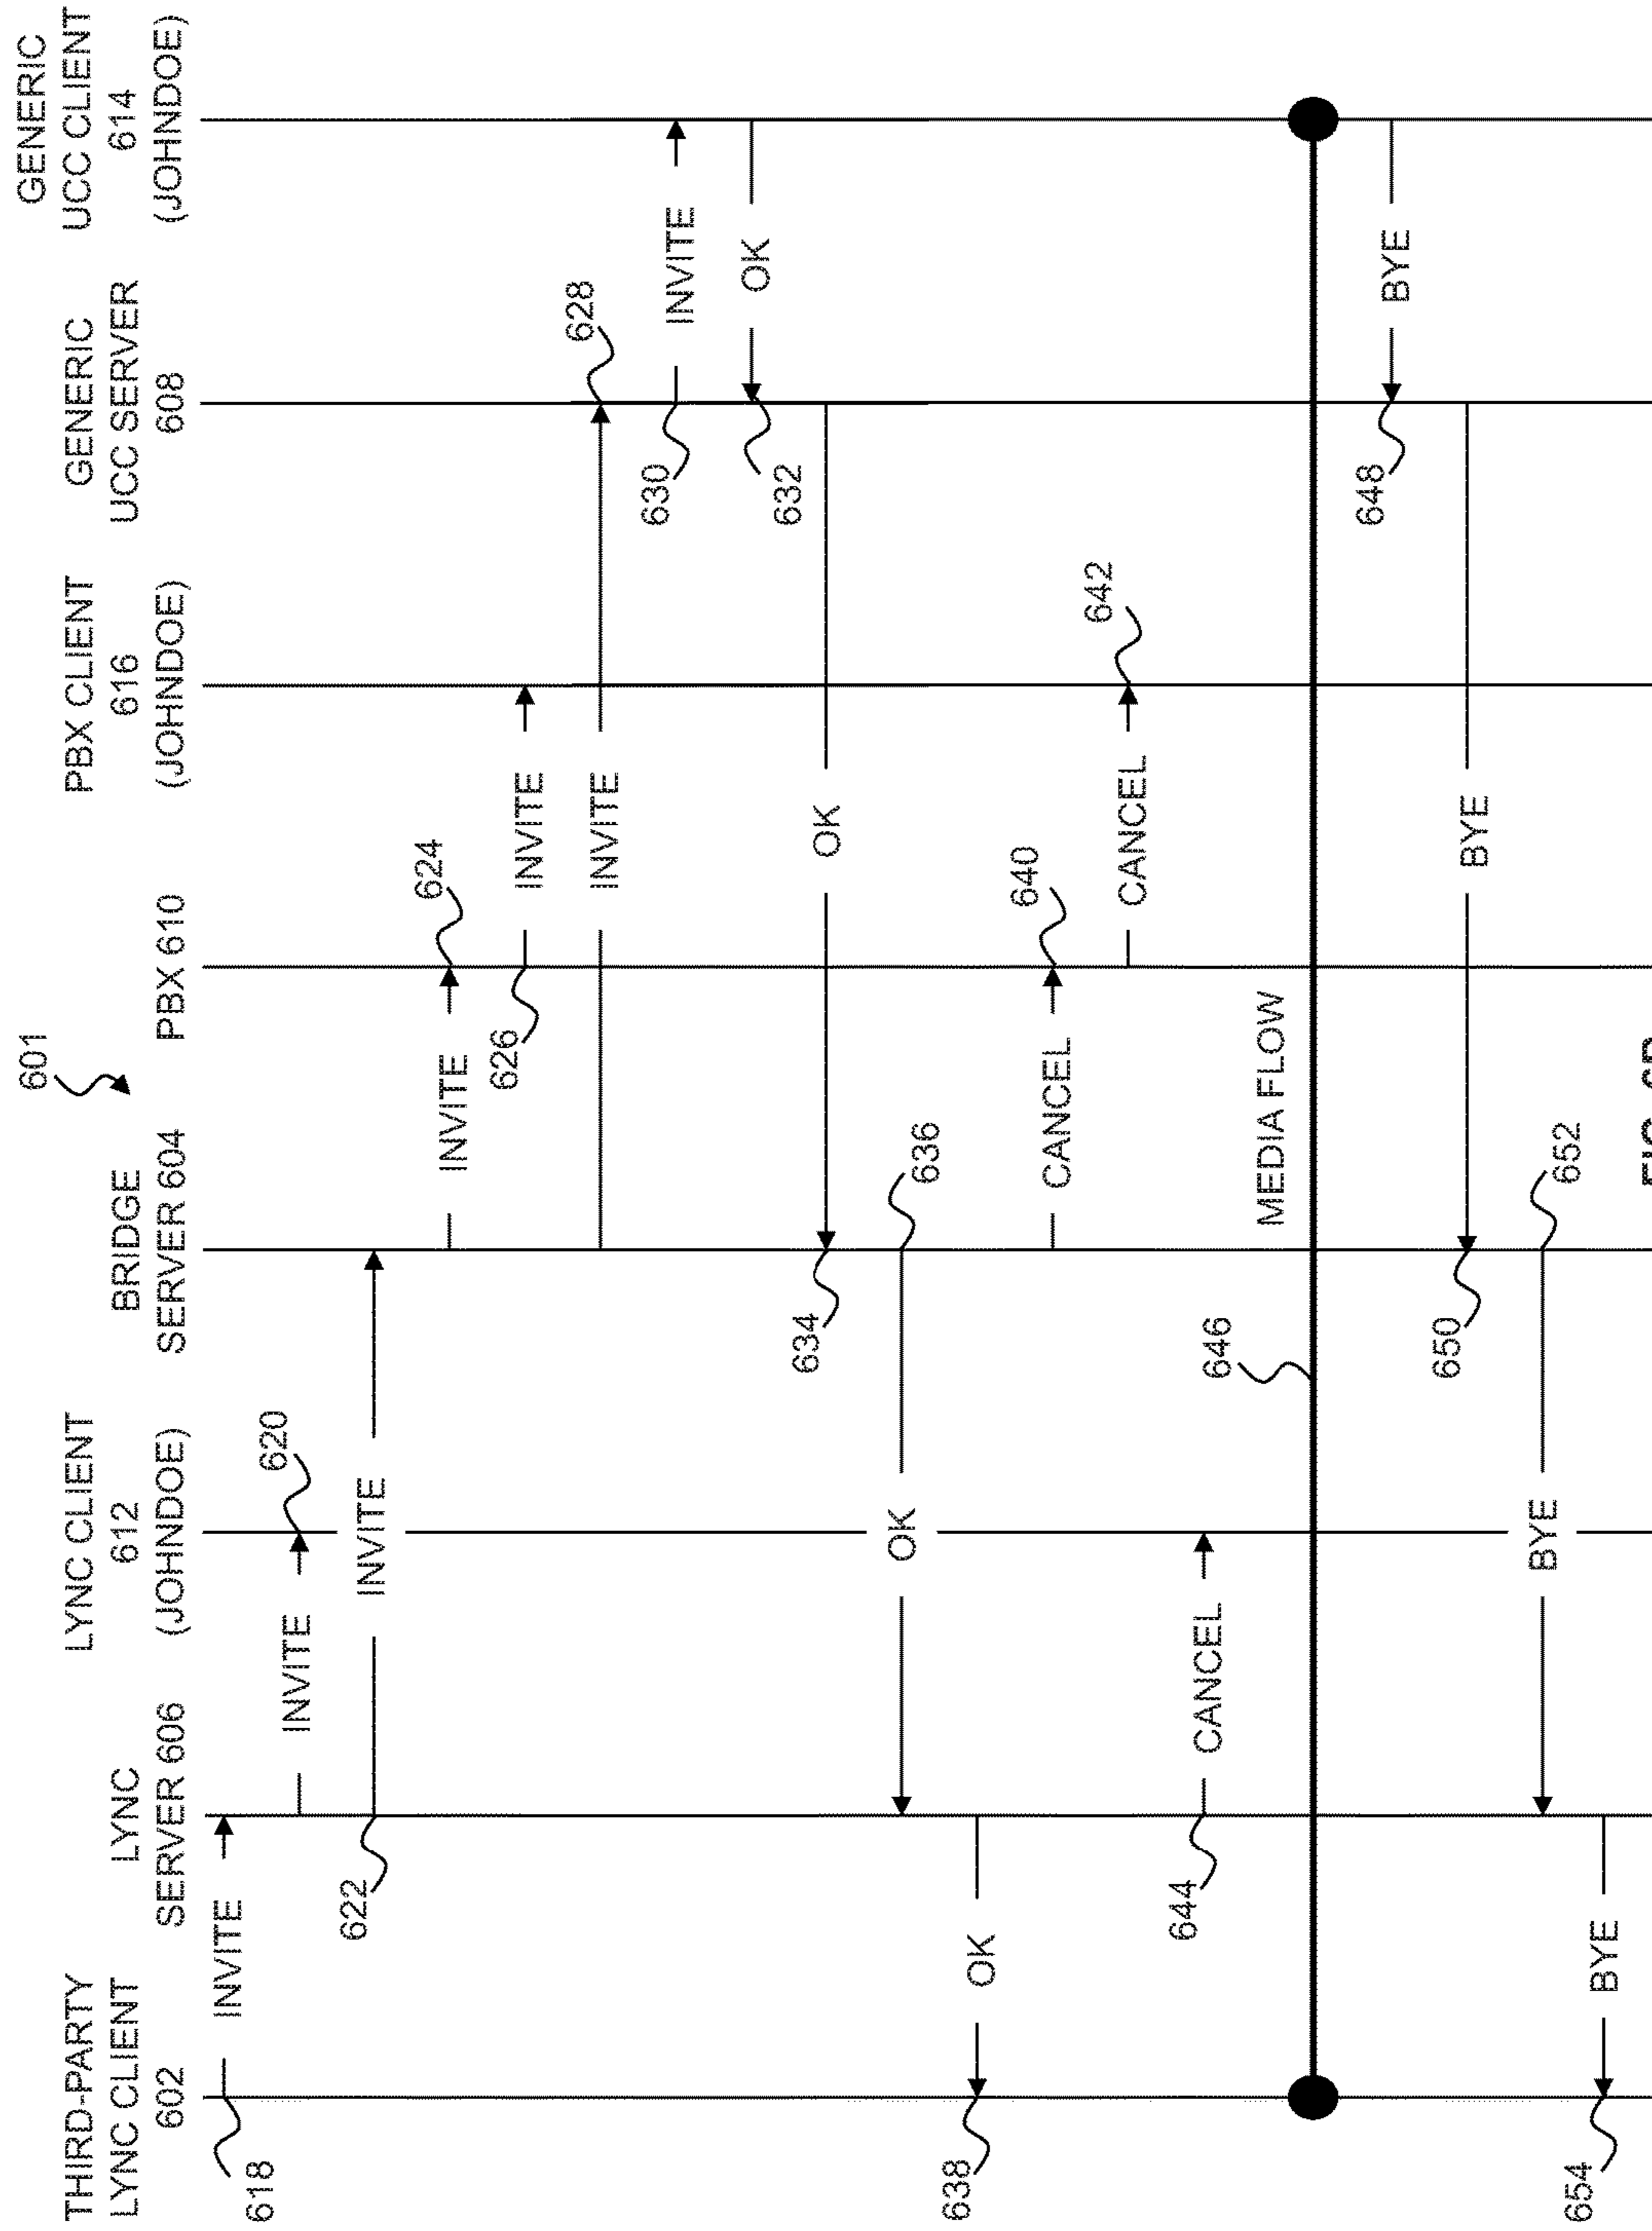 601
THIRD-PARTY
LYNC CLIENT
602
LYNC
SERVER 606
LYNC CLIENT
612
(JOHNDOE)
BRIDGE
SERVER 604
PBX 610
PBX CLIENT
616
(JOHNDOE)
GENERIC
UCC SERVER
608
GENERIC
UCC CLIENT
614
(JOHNDOE)
618
INVITE
INVITE
620
622
INVITE
INVITE
624
626
INVITE
INVITE
628
630
INVITE
632
OK
634
OK
OK
636
638
OK
CANCEL
640
CANCEL
642
644
CANCEL
646
MEDIA FLOW
648
BYE
650
BYE
BYE
652
654
BYE